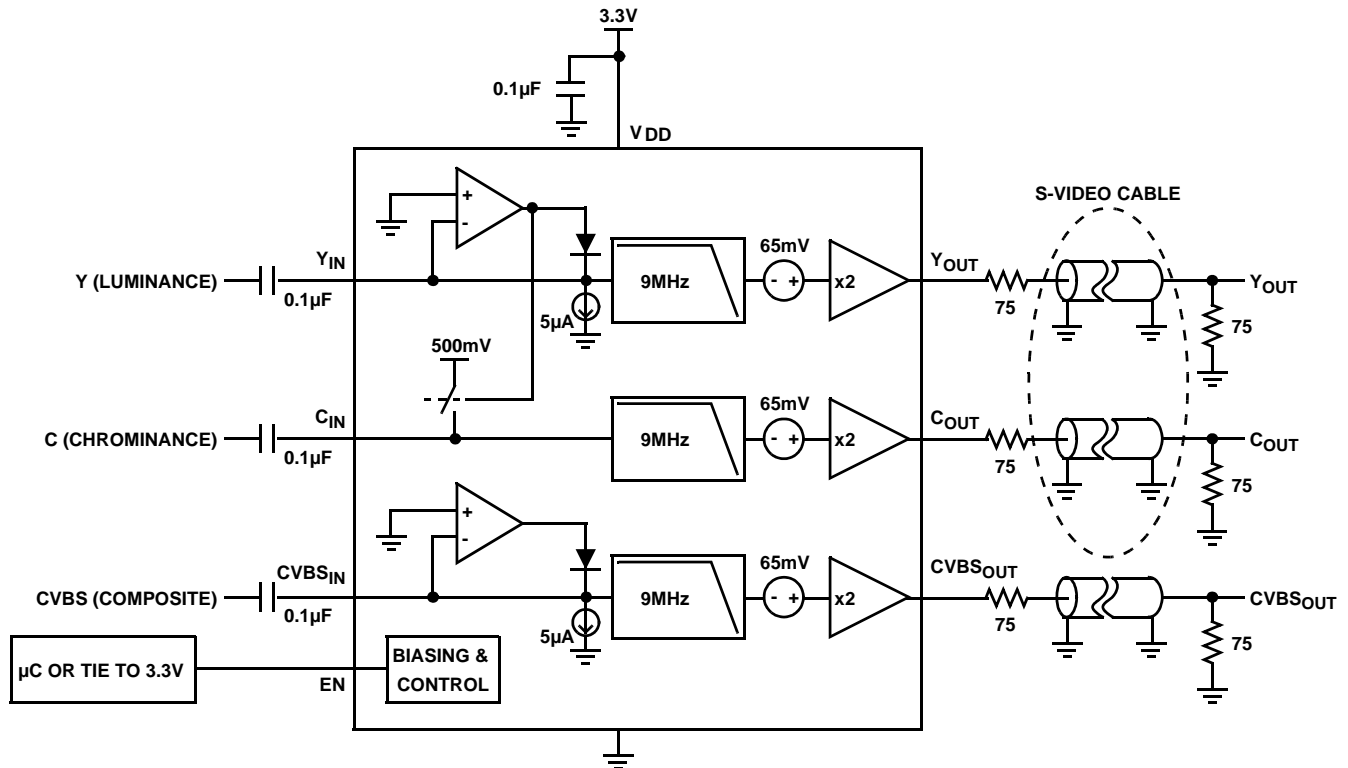 3.3V
0.1µF
VDD
+
-
S-VIDEO CABLE
Y (LUMINANCE)
0.1µF
YIN
5µA
9MHz
65mV
- +
x2
YOUT
75
YOUT
75
500mV
C (CHROMINANCE)
0.1µF
CIN
9MHz
65mV
- +
x2
COUT
75
COUT
75
+
-
CVBS (COMPOSITE)
0.1µF
CVBSIN
5µA
9MHz
65mV
- +
x2
CVBSOUT
75
CVBSOUT
75
µC OR TIE TO 3.3V
EN
BIASING &
CONTROL